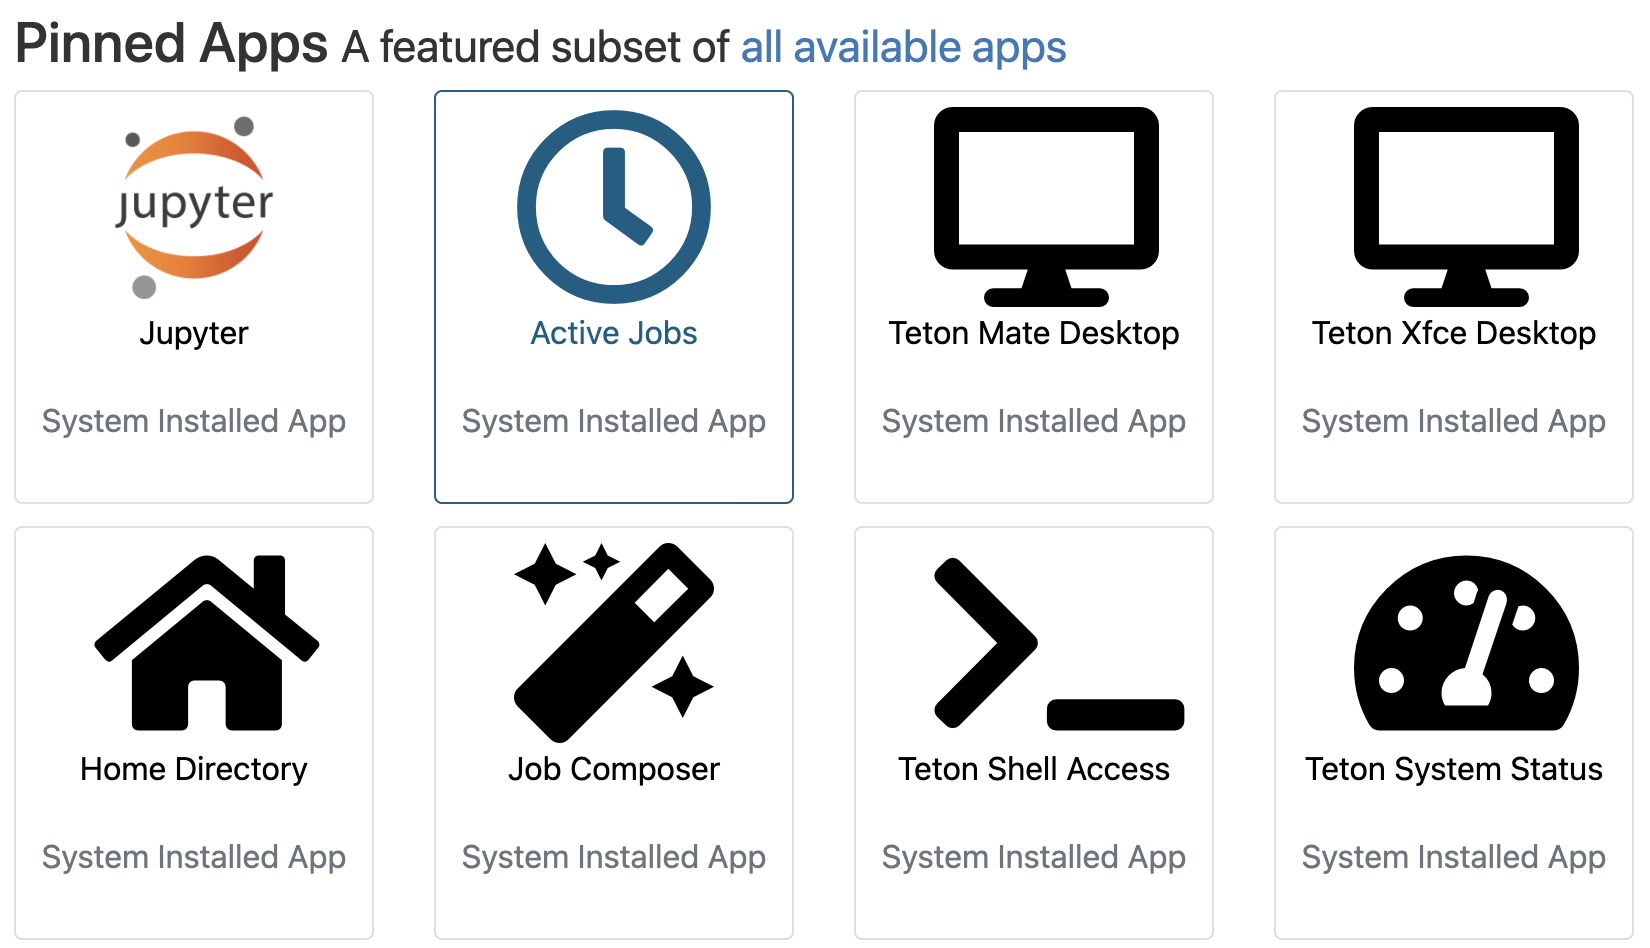 Pinned Apps A featured subset of all available apps
jupyter
Jupyter
System Installed App
Active Jobs
System Installed App
Teton Mate Desktop
System Installed App
Teton Xfce Desktop
System Installed App
Home Directory
System Installed App
Job Composer
System Installed App
Teton Shell Access
System Installed App
Teton System Status
System Installed App